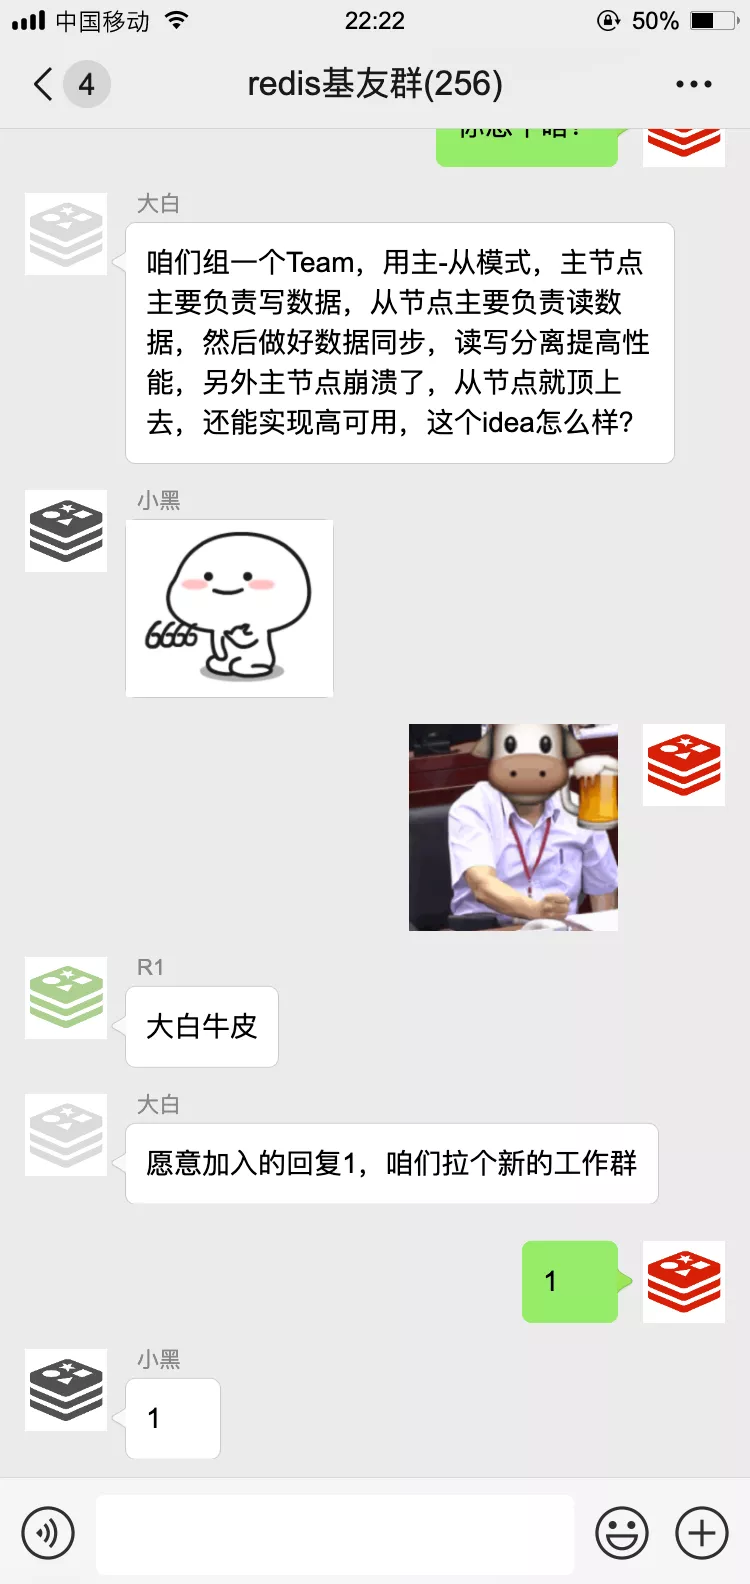 中国移动
22:22
50%
4
redis基友群(256)
大白
咱们组一个Team，用主-从模式，主节点
主要负责写数据，从节点主要负责读数
据，然后做好数据同步，读写分离提高性
能，另外主节点崩溃了，从节点就顶上
去，还能实现高可用，这个idea怎么样？
小黑
6666
R1
大白牛皮
大白
愿意加入的回复1，咱们拉个新的工作群
1
小黑
1